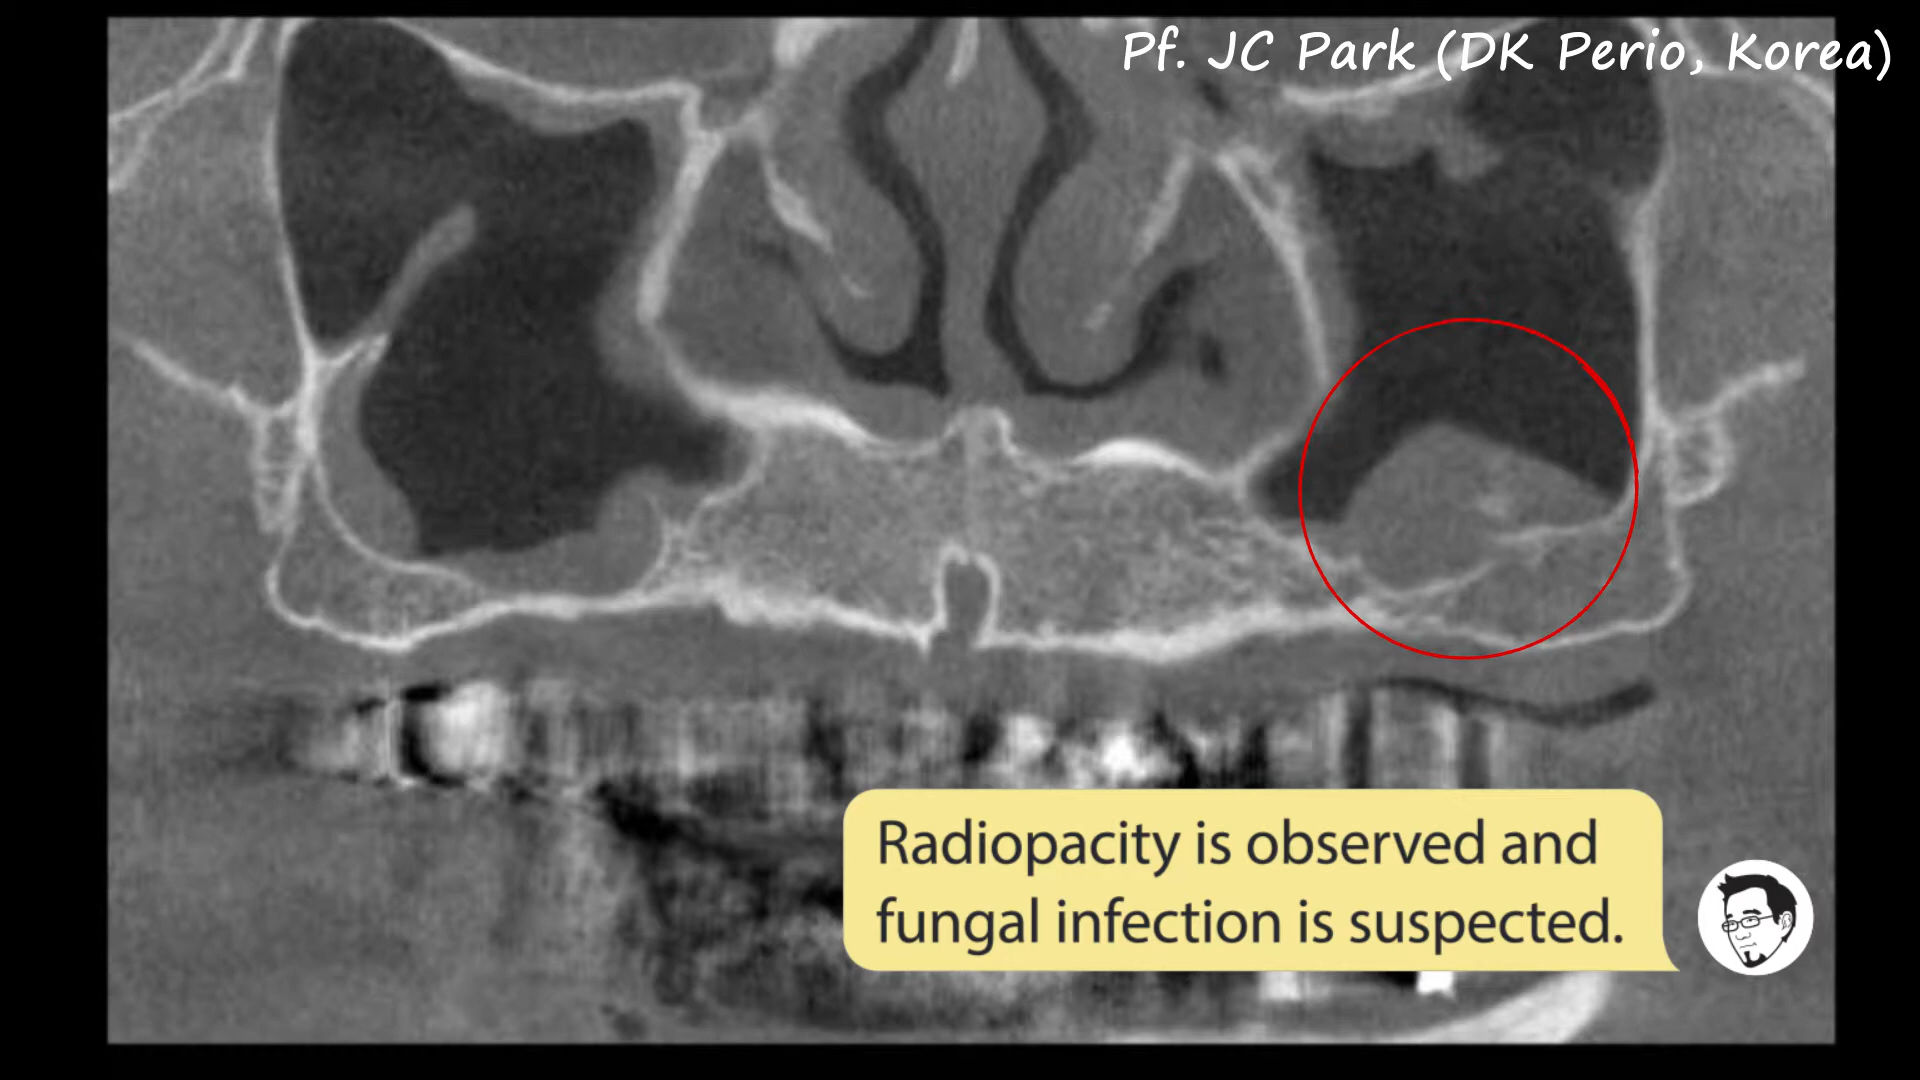 Pf. JC Park (DK Perio, Korea)
Radiopacity is observed and
fungal infection is suspected.